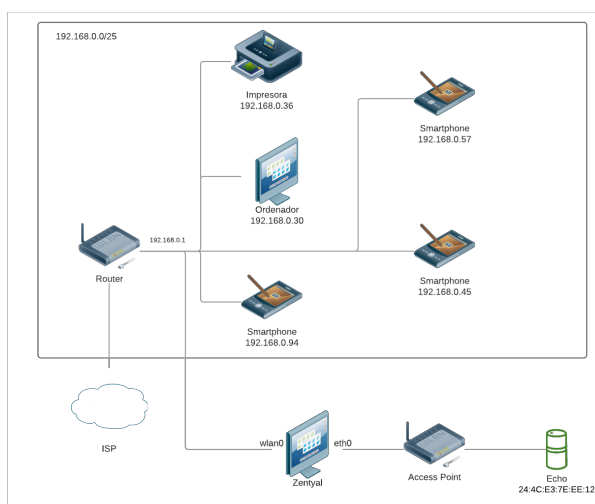 192.168.0.0/25
Impresora
192.168.0.36
Smartphone
192.168.0.57
Ordenador
192.168.0.30
192.168.0.1
Router
Smartphone
192.168.0.45
Smartphone
192.168.0.94
ISP
wlan0
eth0
Zentyal
Access Point
Echo
24:4C:E3:7E:EE:12